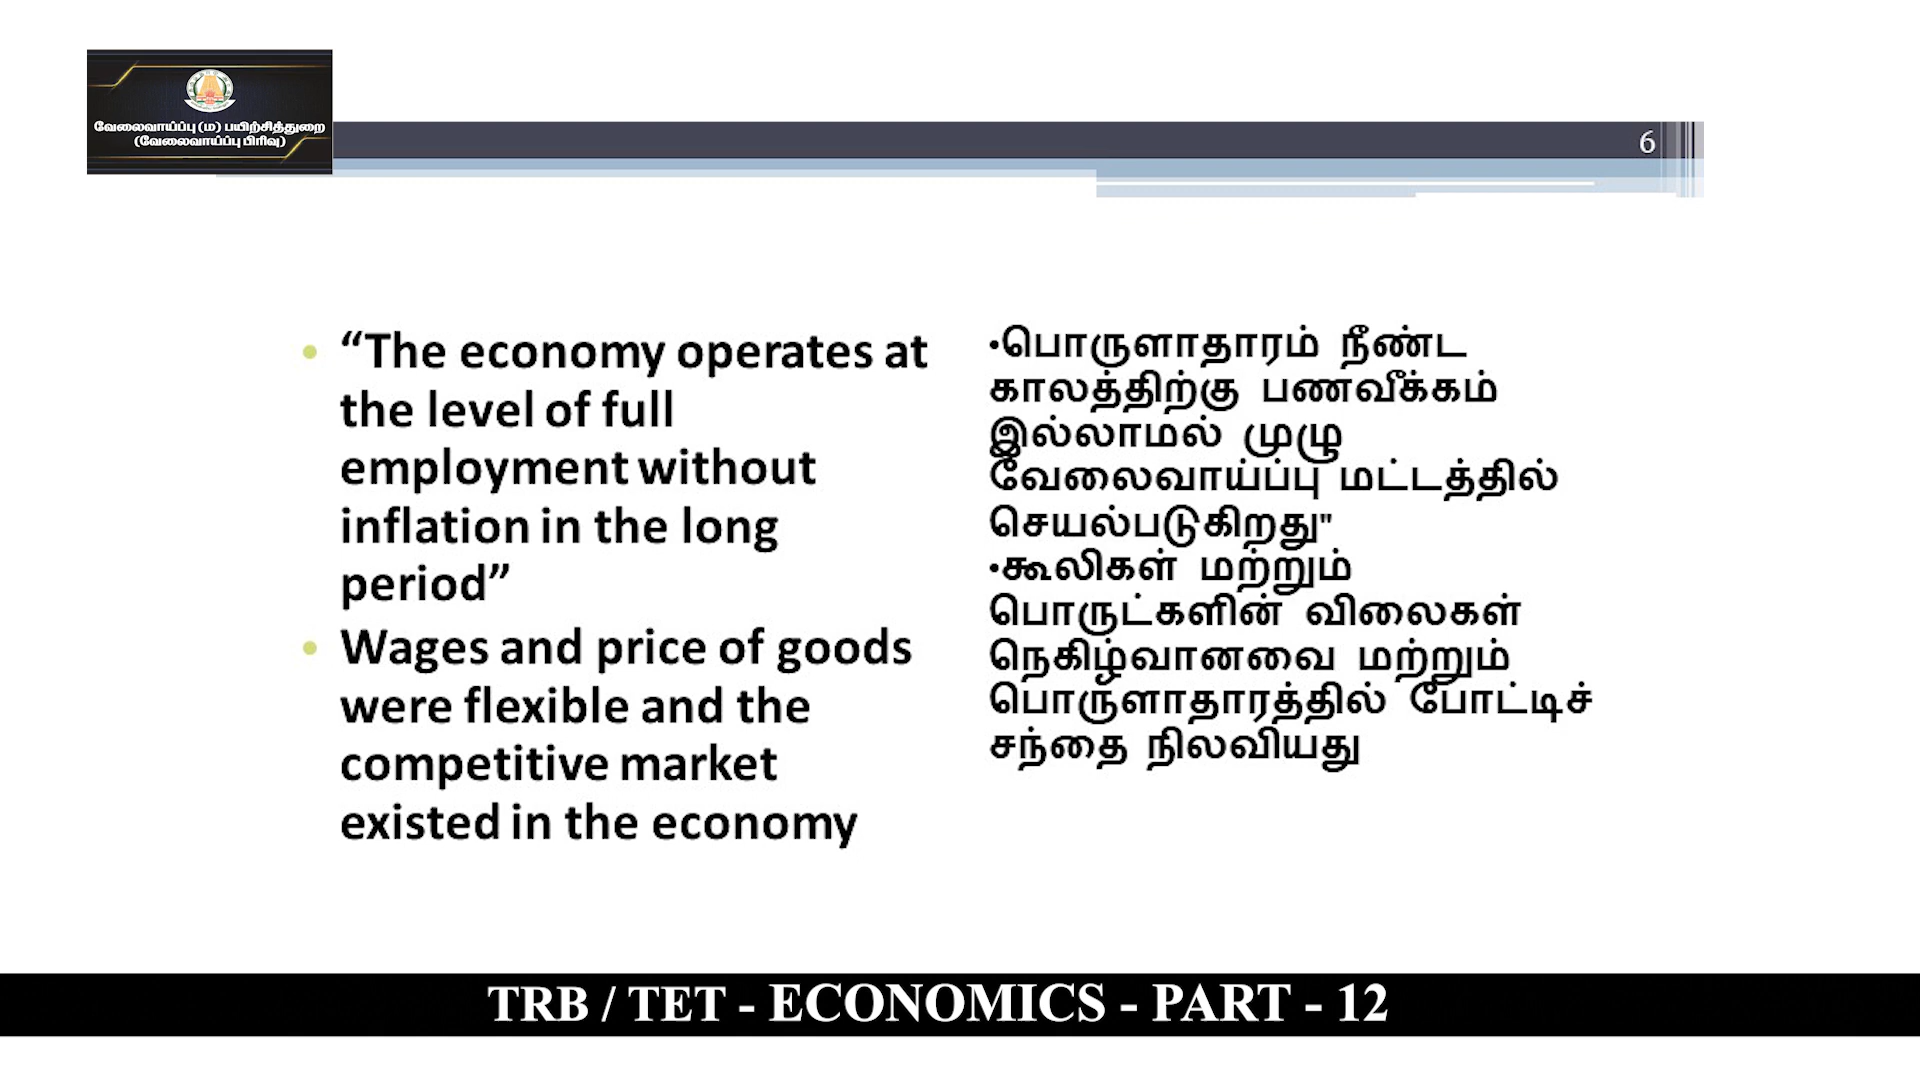 வேலைவாய்ப்பு (ம) பயிற்சித்துறை
(வேலைவாய்ப்பு பிரிவு)
6
• “The economy operates at
the level of full
employment without
inflation in the long
period”
• Wages and price of goods
were flexible and the
competitive market
existed in the economy
•பொருளாதாரம் நீண்ட
காலத்திற்கு பணவீக்கம்
இல்லாமல் முழு
வேலைவாய்ப்பு மட்டத்தில்
செயல்படுகிறது"
•கூலிகள் மற்றும்
பொருட்களின் விலைகள்
நெகிழ்வானவை மற்றும்
பொருளாதாரத்தில் போட்டிச்
சந்தை நிலவியது
TRB / TET - ECONOMICS - PART - 12